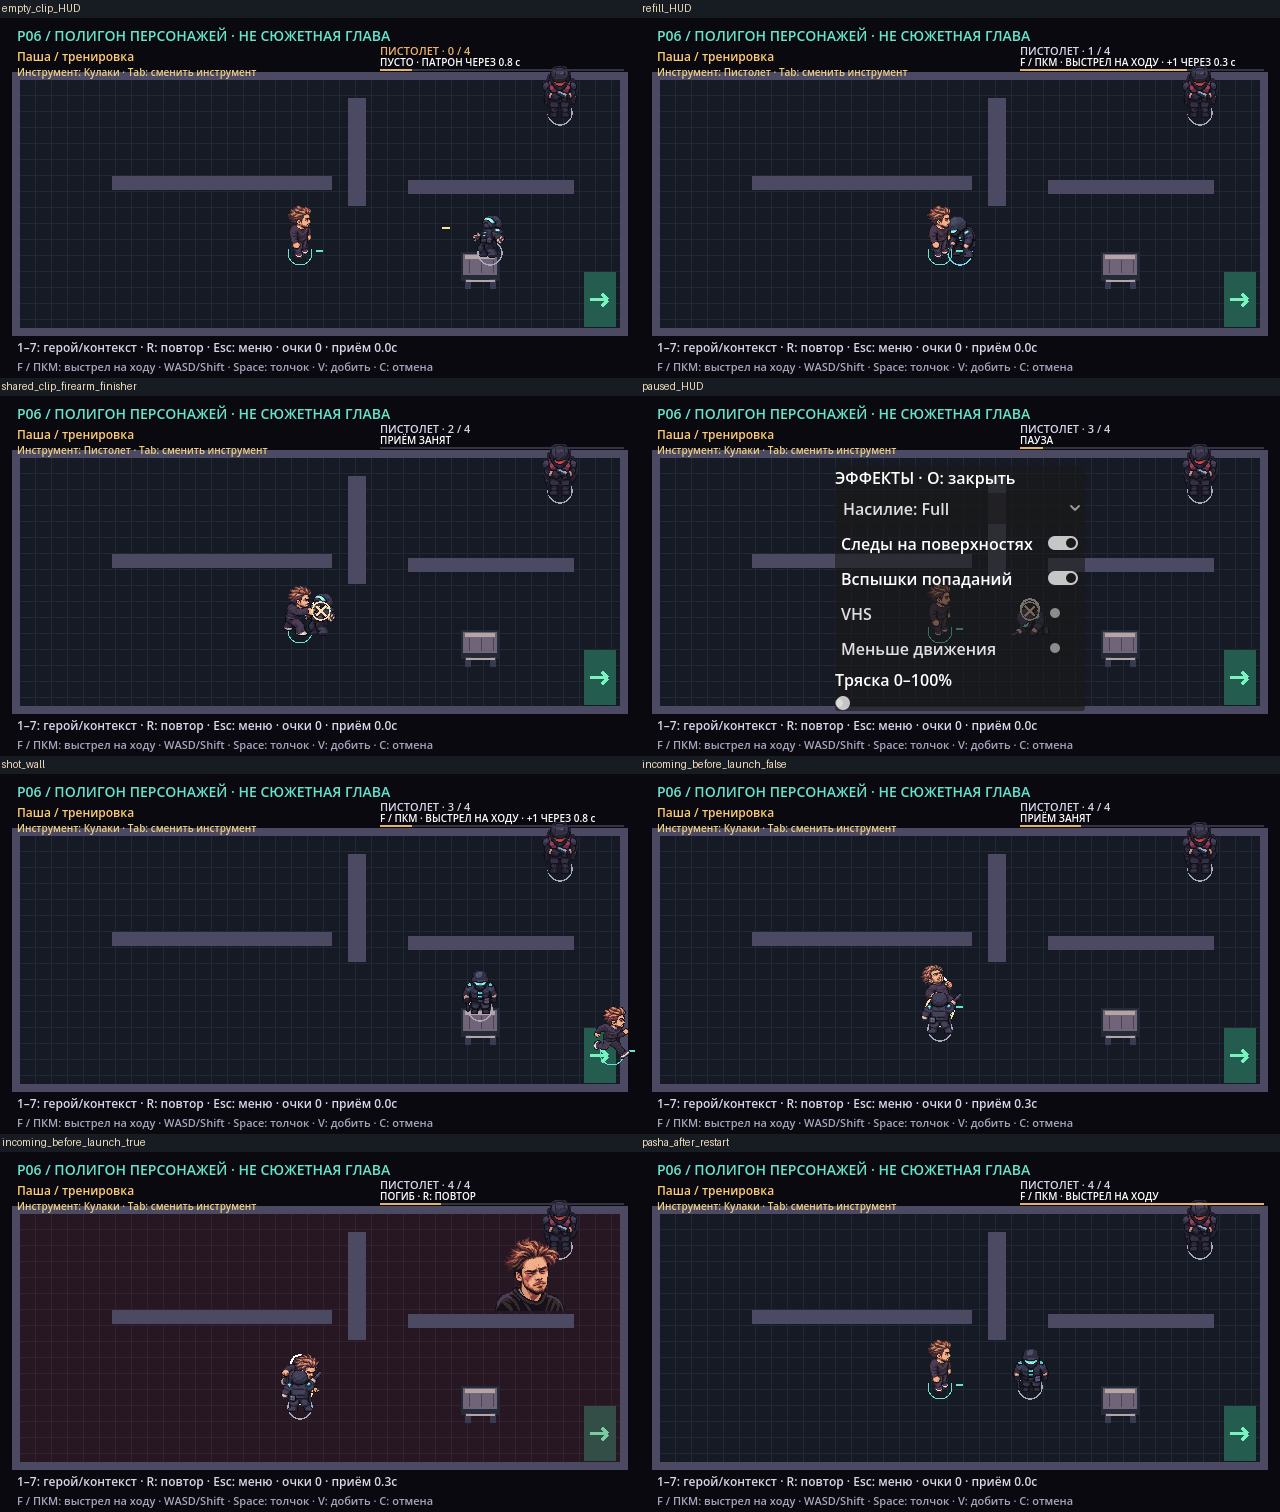 empty_clip_HUD
P06 / ПОЛИГОН ПЕРСОНАЖЕЙ · НЕ СЮЖЕТНАЯ ГЛАВА
Паша / тренировка
ПИСТОЛЕТ · 0 / 4
ПУСТО · ПАТРОН ЧЕРЕЗ 0.8 с
Инструмент: Кулаки · Tab: сменить инструмент
1–7: герой/контекст · R: повтор · Esc: меню · очки 0 · приём 0.0с
F / ПКМ: выстрел на ходу · WASD/Shift · Space: толчок · V: добить · C: отмена
refill_HUD
P06 / ПОЛИГОН ПЕРСОНАЖЕЙ · НЕ СЮЖЕТНАЯ ГЛАВА
Паша / тренировка
ПИСТОЛЕТ · 1 / 4
F / ПКМ · ВЫСТРЕЛ НА ХОДУ · +1 ЧЕРЕЗ 0.3 с
Инструмент: Пистолет · Tab: сменить инструмент
1–7: герой/контекст · R: повтор · Esc: меню · очки 0 · приём 0.0с
F / ПКМ: выстрел на ходу · WASD/Shift · Space: толчок · V: добить · C: отмена
shared_clip_firearm_finisher
P06 / ПОЛИГОН ПЕРСОНАЖЕЙ · НЕ СЮЖЕТНАЯ ГЛАВА
Паша / тренировка
ПИСТОЛЕТ · 2 / 4
ПРИЁМ ЗАНЯТ
Инструмент: Пистолет · Tab: сменить инструмент
1–7: герой/контекст · R: повтор · Esc: меню · очки 0 · приём 0.0с
F / ПКМ: выстрел на ходу · WASD/Shift · Space: толчок · V: добить · C: отмена
paused_HUD
P06 / ПОЛИГОН ПЕРСОНАЖЕЙ · НЕ СЮЖЕТНАЯ ГЛАВА
Паша / тренировка
ПИСТОЛЕТ · 3 / 4
ПАУЗА
Инструмент: Кулаки · Tab: сменить инструмент
ЭФФЕКТЫ · O: закрыть
Насилие: Full
Следы на поверхностях
Вспышки попаданий
VHS
Меньше движения
Тряска 0–100%
1–7: герой/контекст · R: повтор · Esc: меню · очки 0 · приём 0.0с
F / ПКМ: выстрел на ходу · WASD/Shift · Space: толчок · V: добить · C: отмена
shot_wall
P06 / ПОЛИГОН ПЕРСОНАЖЕЙ · НЕ СЮЖЕТНАЯ ГЛАВА
Паша / тренировка
ПИСТОЛЕТ · 3 / 4
F / ПКМ · ВЫСТРЕЛ НА ХОДУ · +1 ЧЕРЕЗ 0.8 с
Инструмент: Кулаки · Tab: сменить инструмент
1–7: герой/контекст · R: повтор · Esc: меню · очки 0 · приём 0.0с
F / ПКМ: выстрел на ходу · WASD/Shift · Space: толчок · V: добить · C: отмена
incoming_before_launch_false
P06 / ПОЛИГОН ПЕРСОНАЖЕЙ · НЕ СЮЖЕТНАЯ ГЛАВА
Паша / тренировка
ПИСТОЛЕТ · 4 / 4
ПРИЁМ ЗАНЯТ
Инструмент: Кулаки · Tab: сменить инструмент
1–7: герой/контекст · R: повтор · Esc: меню · очки 0 · приём 0.3с
F / ПКМ: выстрел на ходу · WASD/Shift · Space: толчок · V: добить · C: отмена
incoming_before_launch_true
P06 / ПОЛИГОН ПЕРСОНАЖЕЙ · НЕ СЮЖЕТНАЯ ГЛАВА
Паша / тренировка
ПИСТОЛЕТ · 4 / 4
ПОГИБ · R: ПОВТОР
Инструмент: Кулаки · Tab: сменить инструмент
1–7: герой/контекст · R: повтор · Esc: меню · очки 0 · приём 0.3с
F / ПКМ: выстрел на ходу · WASD/Shift · Space: толчок · V: добить · C: отмена
pasha_after_restart
P06 / ПОЛИГОН ПЕРСОНАЖЕЙ · НЕ СЮЖЕТНАЯ ГЛАВА
Паша / тренировка
ПИСТОЛЕТ · 4 / 4
F / ПКМ · ВЫСТРЕЛ НА ХОДУ
Инструмент: Кулаки · Tab: сменить инструмент
1–7: герой/контекст · R: повтор · Esc: меню · очки 0 · приём 0.0с
F / ПКМ: выстрел на ходу · WASD/Shift · Space: толчок · V: добить · C: отмена